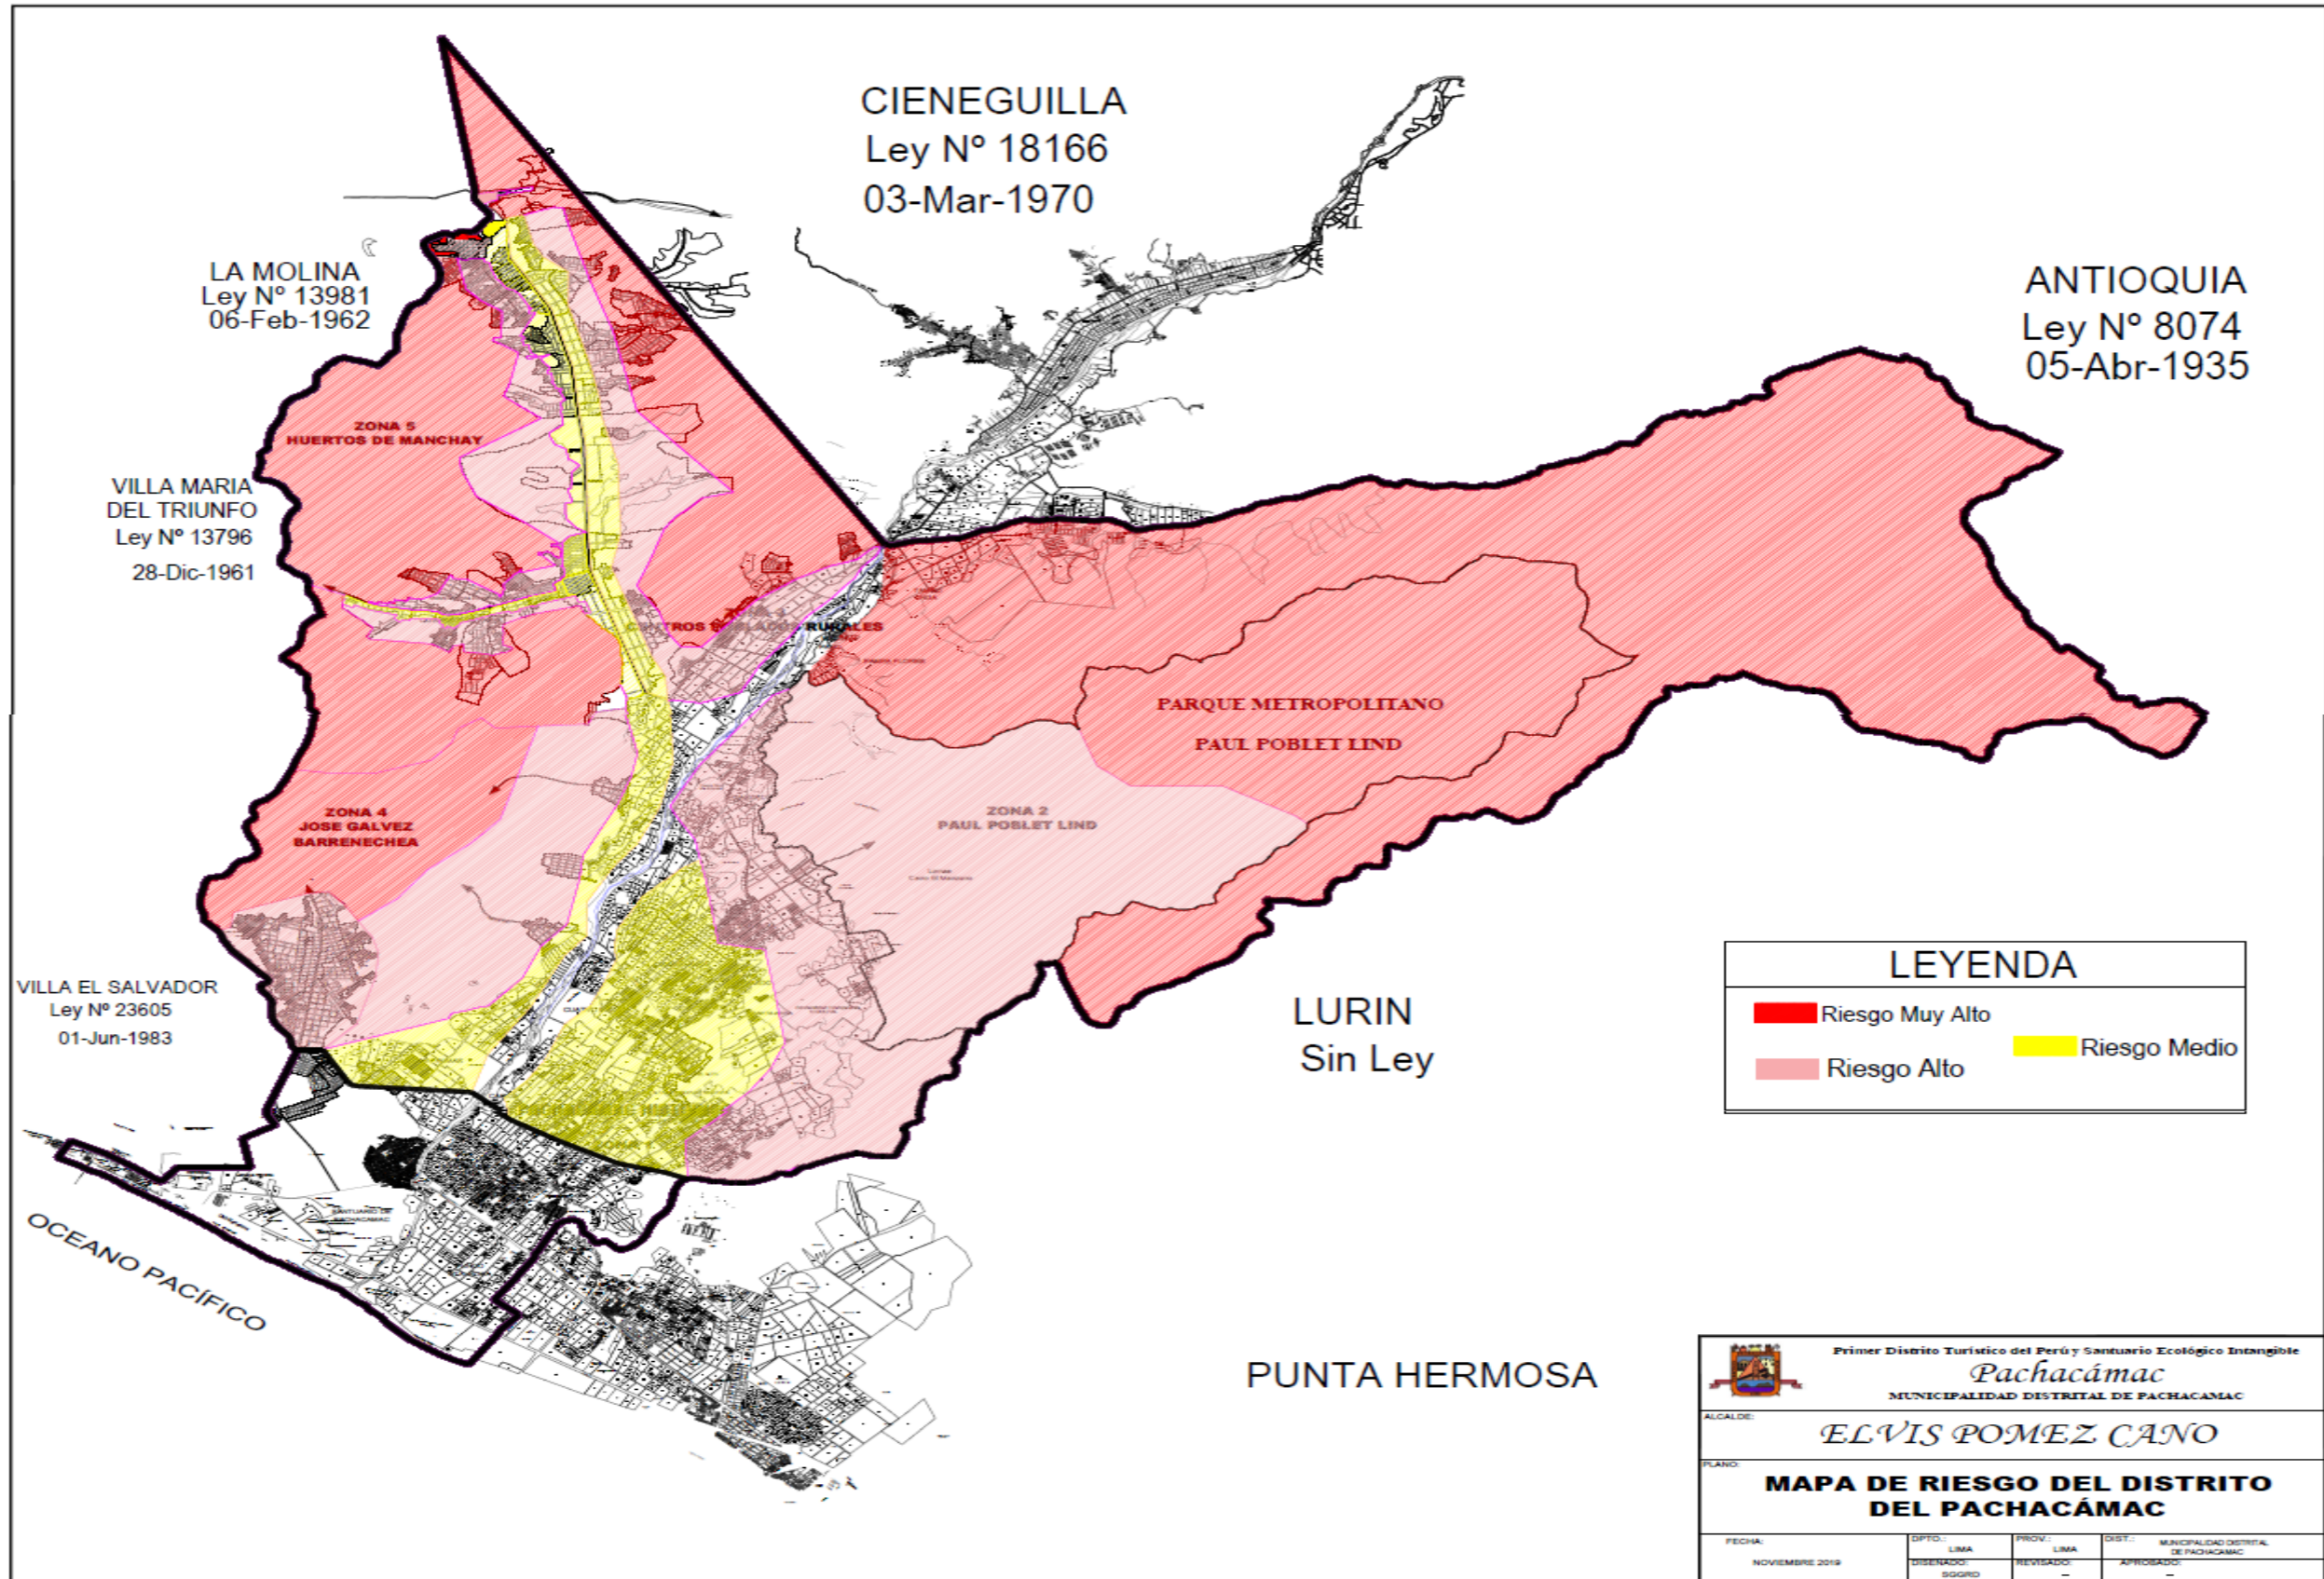 CIENEGUILLA
Ley Nº 18166
03-Mar-1970
ANTIOQUIA
Ley Nº 8074
05-Abr-1935
LA MOLINA
Ley Nº 13981
06-Feb-1962
ZONA 5
HUERTOS DE MANCHAY
VILLA MARIA
DEL TRIUNFO
Ley Nº 13796
28-Dic-1961
RURALES
PARQUE METROPOLITANO
PAUL POBLET LIND
ZONA 4
JOSE GALVEZ
BARRENECHEA
ZONA 2
PAUL POBLET LIND
VILLA EL SALVADOR
Ley Nº 23605
01-Jun-1983
LURIN
Sin Ley
LEYENDA
Riesgo Muy Alto
Riesgo Medio
Riesgo Alto
SANTUARIO DE
PACHACAMAC
OCEANO PACÍFICO
PUNTA HERMOSA
Primer Distrito Turístico del Perú y Santuario Ecológico Intangible
Pachacámac
MUNICIPALIDAD DISTRITAL DE PACHACAMAC
ALCALDE:
ELVIS POMEZ CANO
PLANO:
MAPA DE RIESGO DEL DISTRITO
DEL PACHACÁMAC
FECHA:
NOVIEMBRE 2019
DPTO.:
LIMA
PROV.:
LIMA
DIST.:
MUNICIPALIDAD DISTRITAL
DE PACHACAMAC
DISENADO:
SGGRD
REVISADO:
--
APROBADO:
--